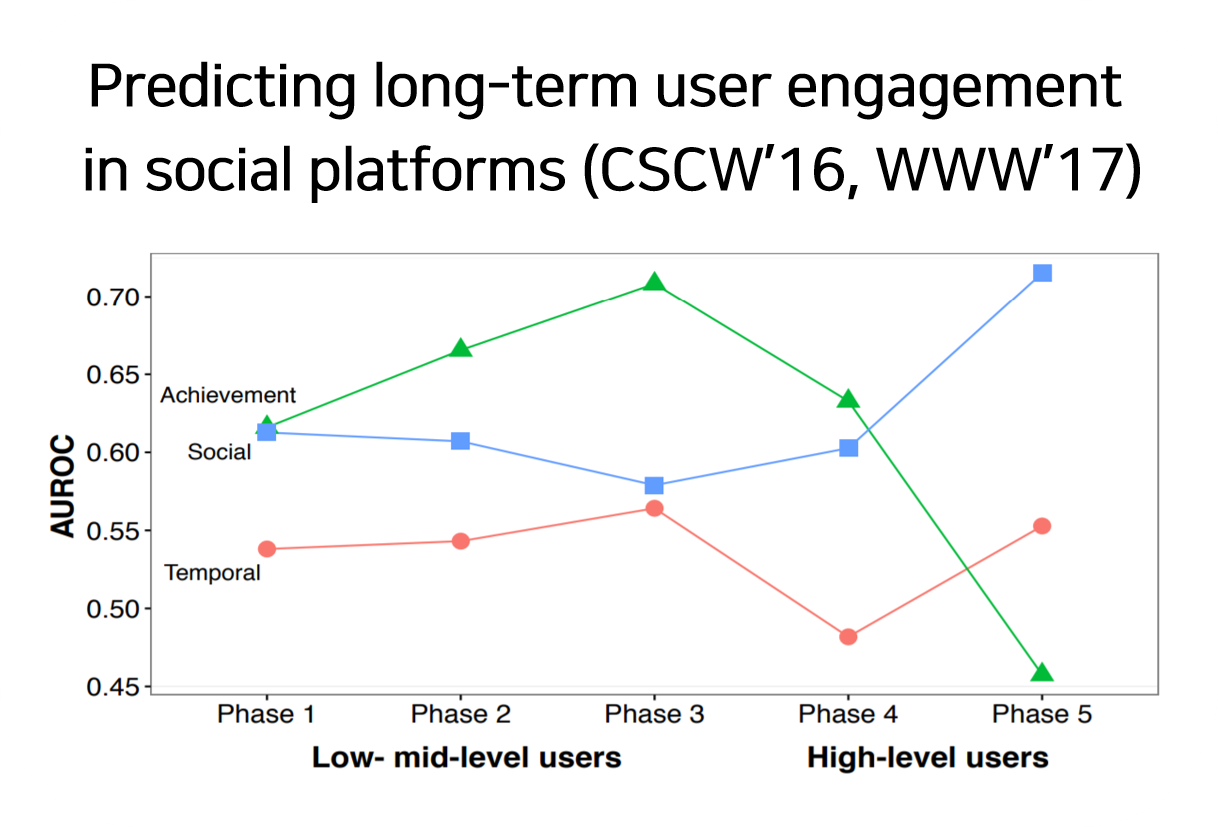 Predicting long-term user engagement
in social platforms (CSCW’16, WWW’17)
0.70
0.65
Achievement
0.60
Social
AUROC
0.55
Temporal
0.50
0.45
Phase 1 Phase 2 Phase 3 Phase 4 Phase 5
Low- mid-level users High-level users